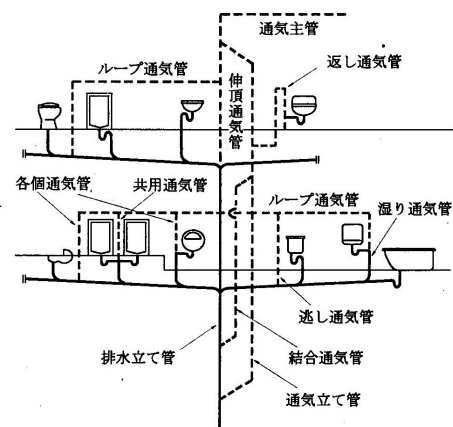 通気主管
ループ通気管
返し通気管
伸頂通気管
各個通気管
共用通気管
ループ通気管
湿り通気管
逃し通気管
排水立て管
結合通気管
通気立て管